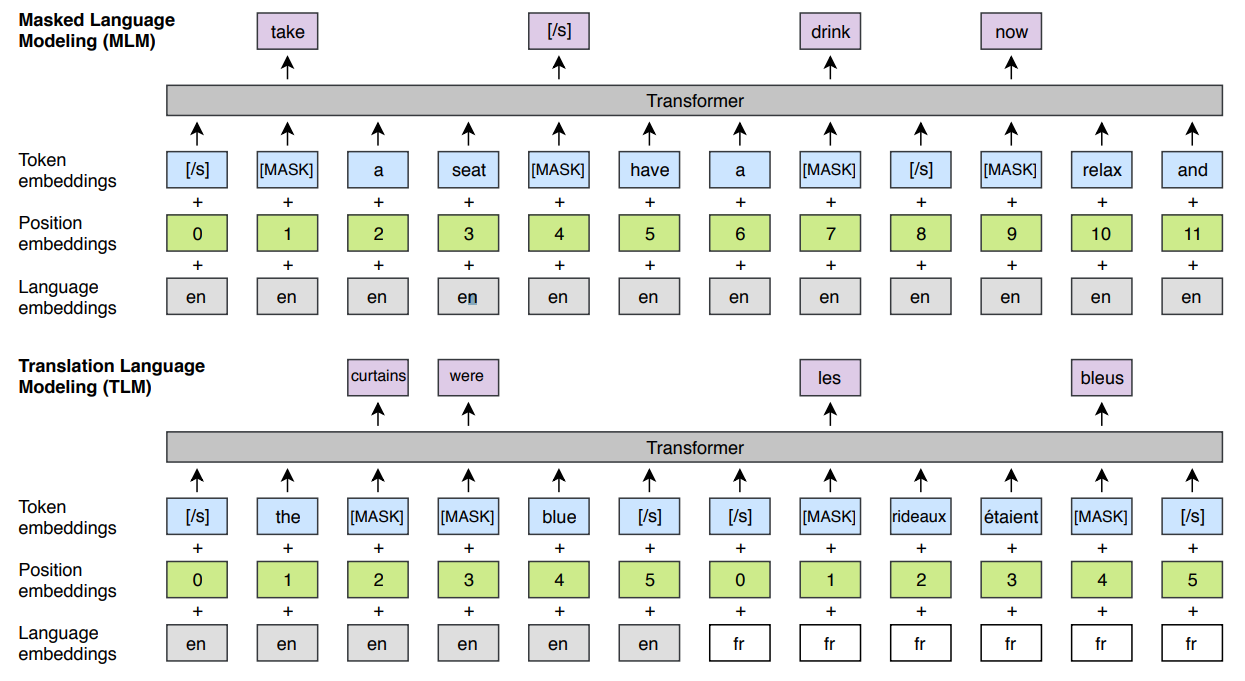 Masked Language
Modeling (MLM)
take [/s] drink now
Transformer
Token
embeddings
[/s] [MASK] a seat [MASK] have a [MASK] [/s] [MASK] relax and
+ + + + + + + + + + + +
Position
embeddings
0 1 2 3 4 5 6 7 8 9 10 11
+ + + + + + + + + + + +
Language
embeddings
en en en en en en en en en en en en
Translation Language
Modeling (TLM)
curtains were les bleus
Transformer
Token
embeddings
[/s] the [MASK] [MASK] blue [/s] [/s] [MASK] rideaux étaient [MASK] [/s]
+ + + + + + + + + + + +
Position
embeddings
0 1 2 3 4 5 0 1 2 3 4 5
+ + + + + + + + + + + +
Language
embeddings
en en en en en en fr fr fr fr fr fr